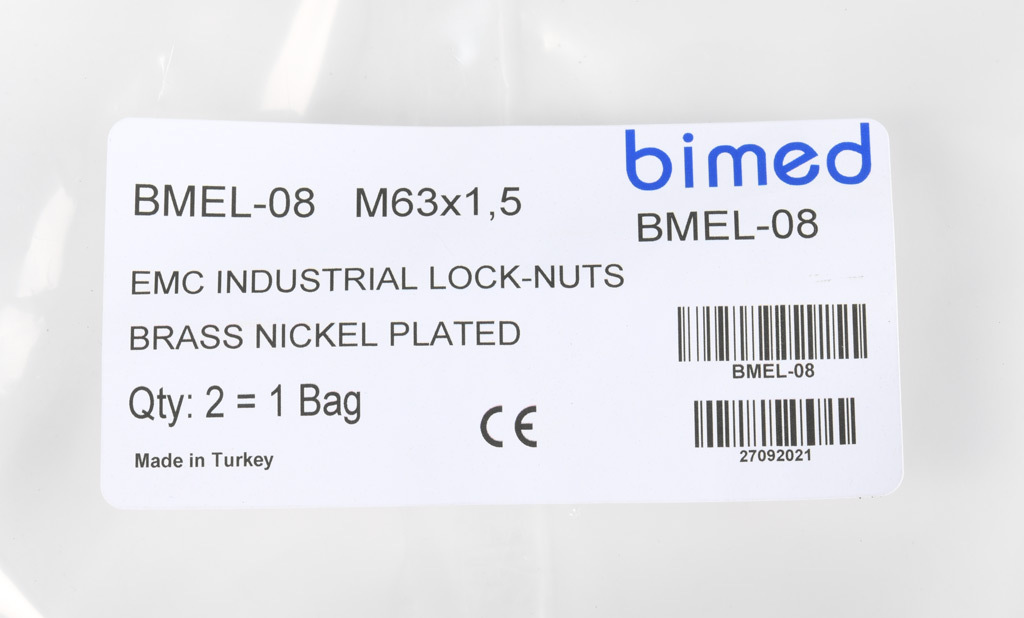 bimed
BMEL-08 M63x1,5
BMEL-08
EMC INDUSTRIAL LOCK-NUTS
BRASS NICKEL PLATED
BMEL-08
Qty: 2 = 1 Bag
CE
27092021
Made in Turkey